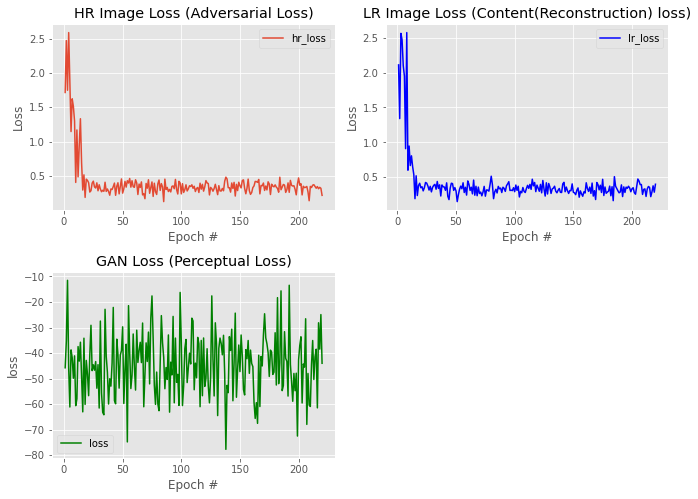 HR Image Loss (Adversarial Loss)
2.5
2.0
1.5
1.0
0.5
Loss
hr_loss
0
50
100
150
200
Epoch #
LR Image Loss (Content(Reconstruction) loss)
2.5
2.0
1.5
1.0
0.5
Loss
lr_loss
0
50
100
150
200
Epoch #
GAN Loss (Perceptual Loss)
−10
−20
−30
−40
−50
−60
−70
−80
loss
loss
0
50
100
150
200
Epoch #